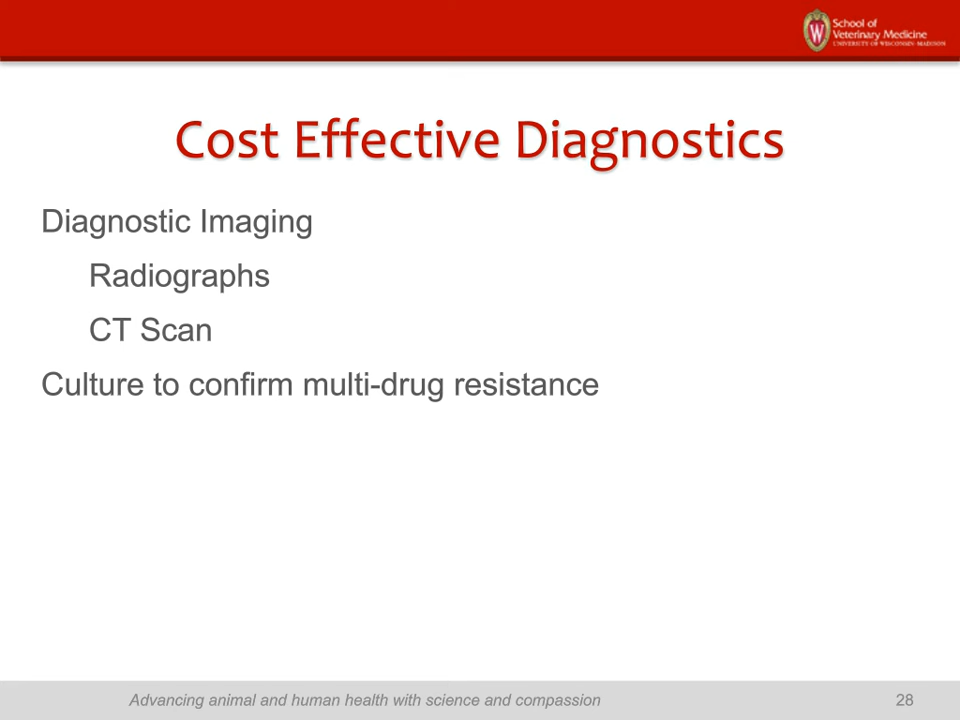 School of
Veterinary Medicine
UNIVERSITY OF WISCONSIN-MADISON
Cost Effective Diagnostics
Diagnostic Imaging
Radiographs
CT Scan
Culture to confirm multi-drug resistance
Advancing animal and human health with science and compassion
28